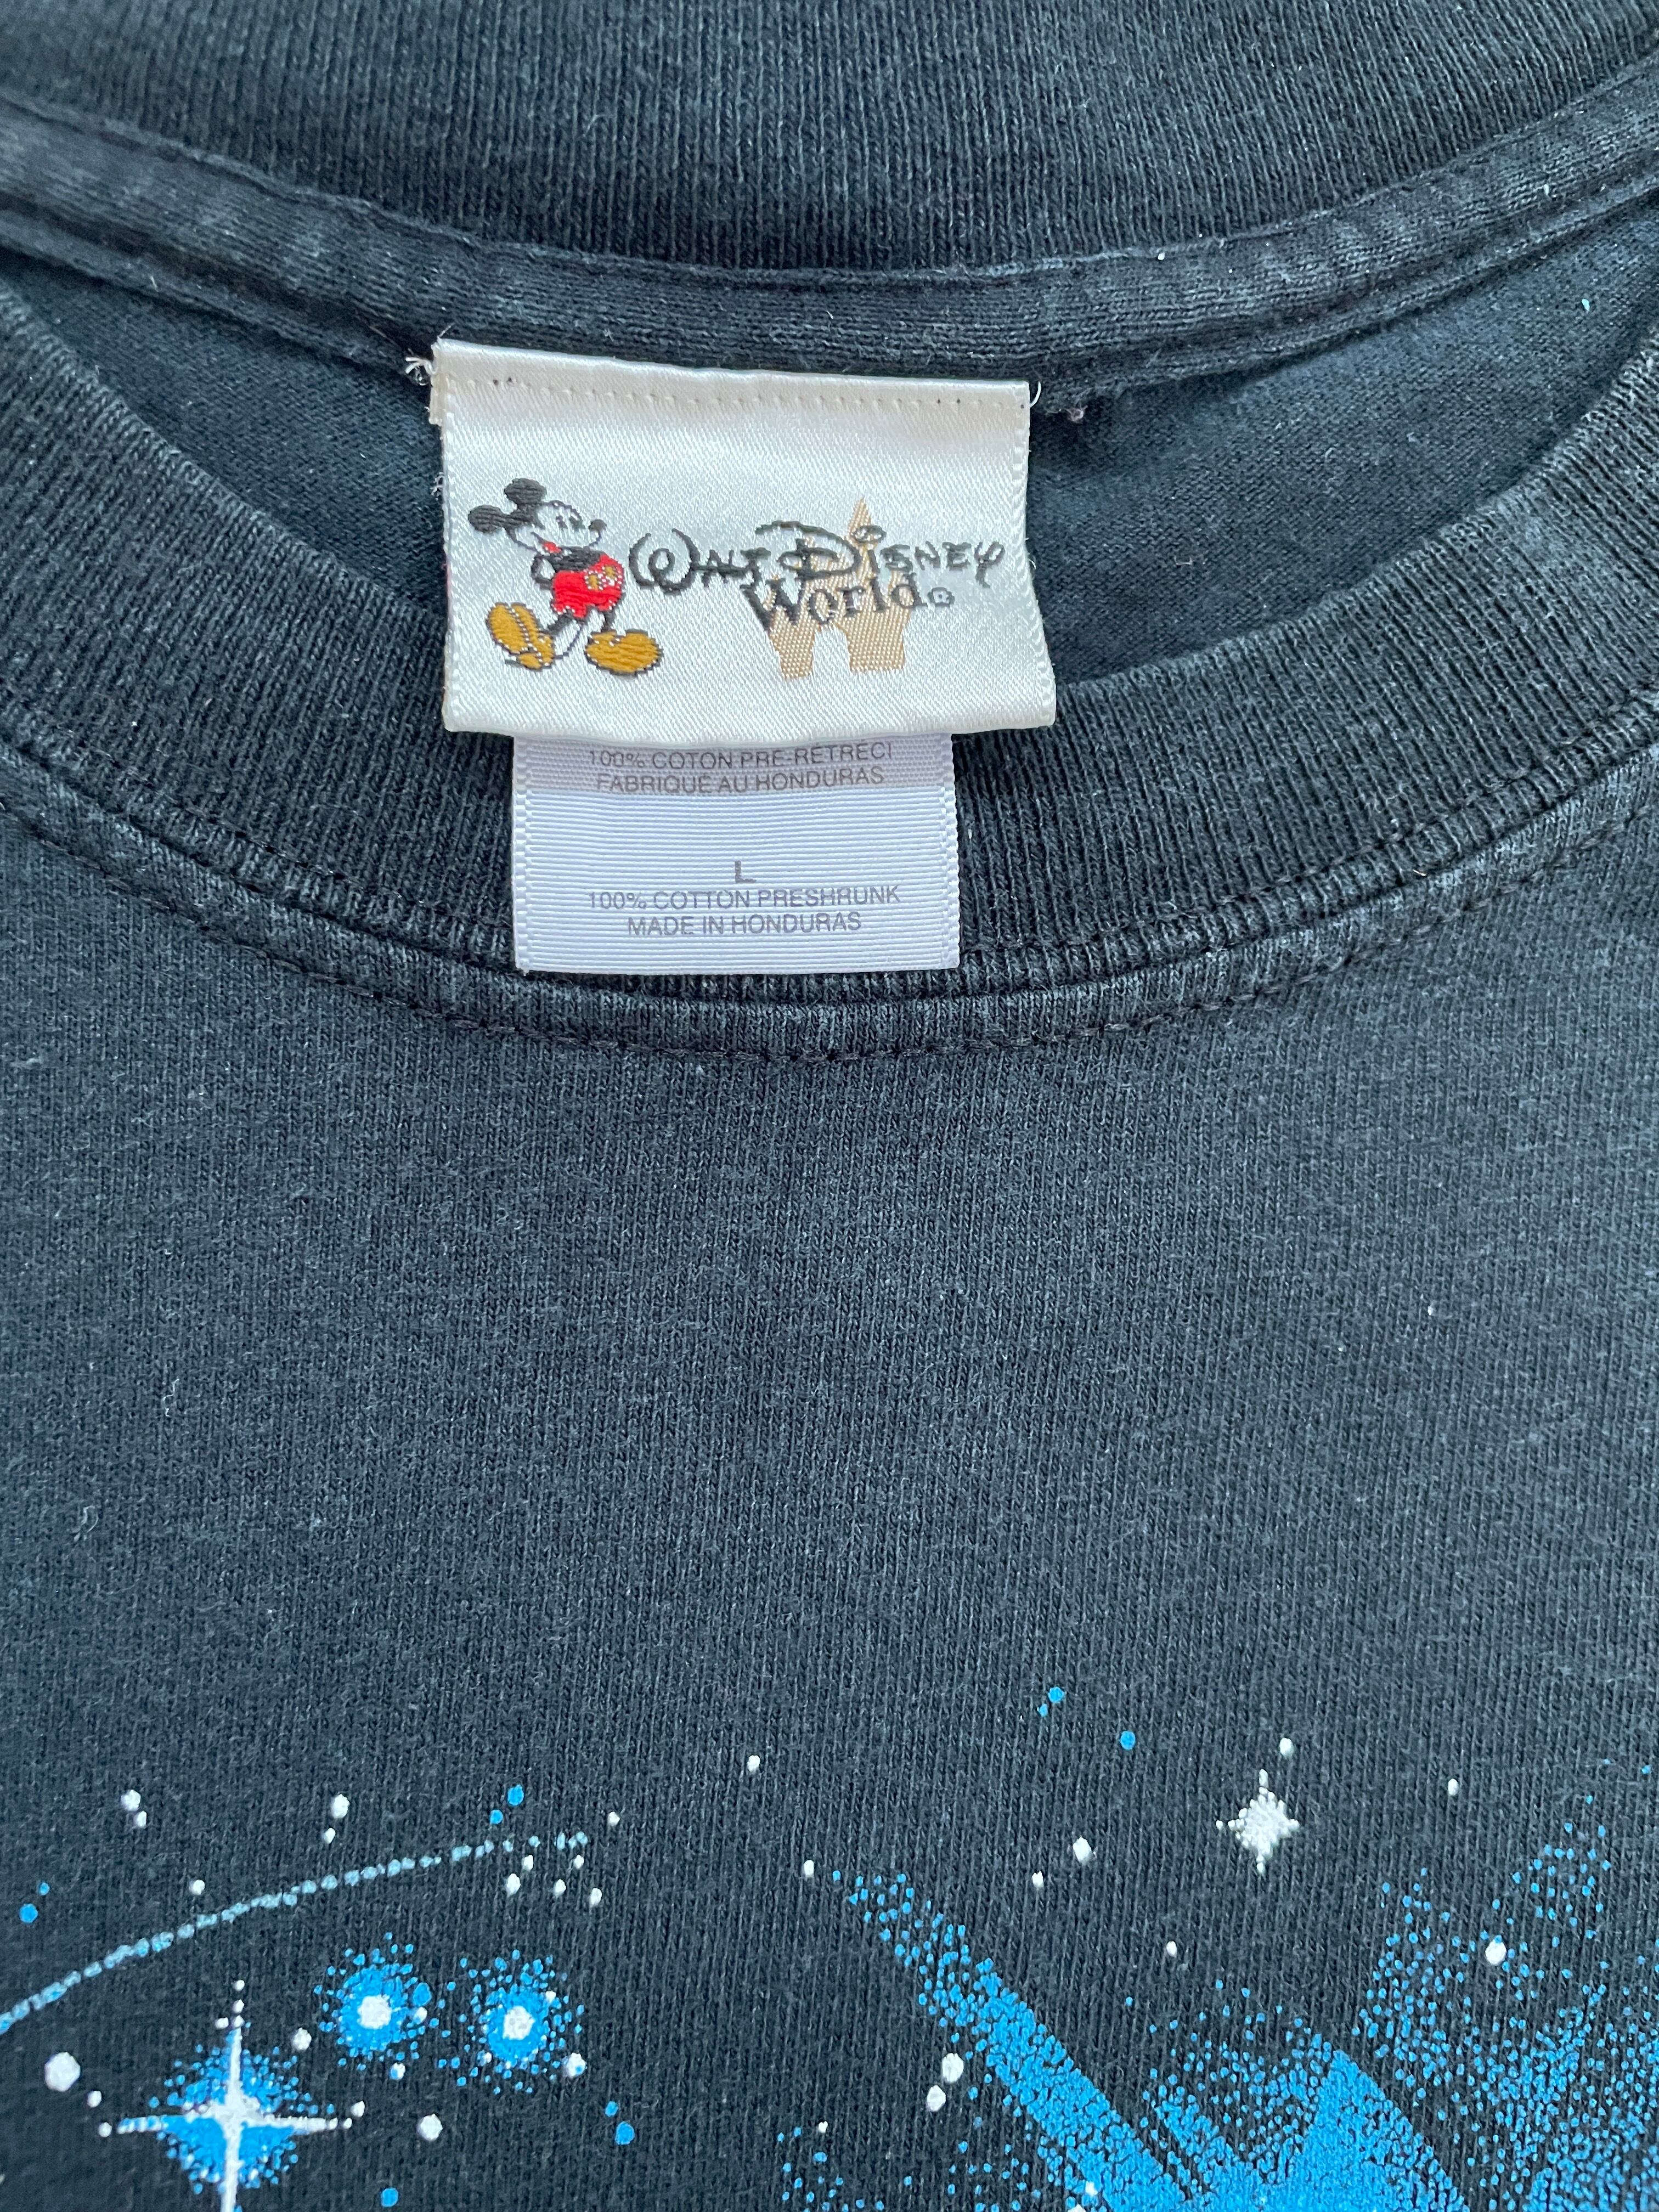 WALT DISNEY
World®
100% COTON PRE-RETRECI
FABRIQUE AU HONDURAS
L
100% COTTON PRESHRUNK
MADE IN HONDURAS